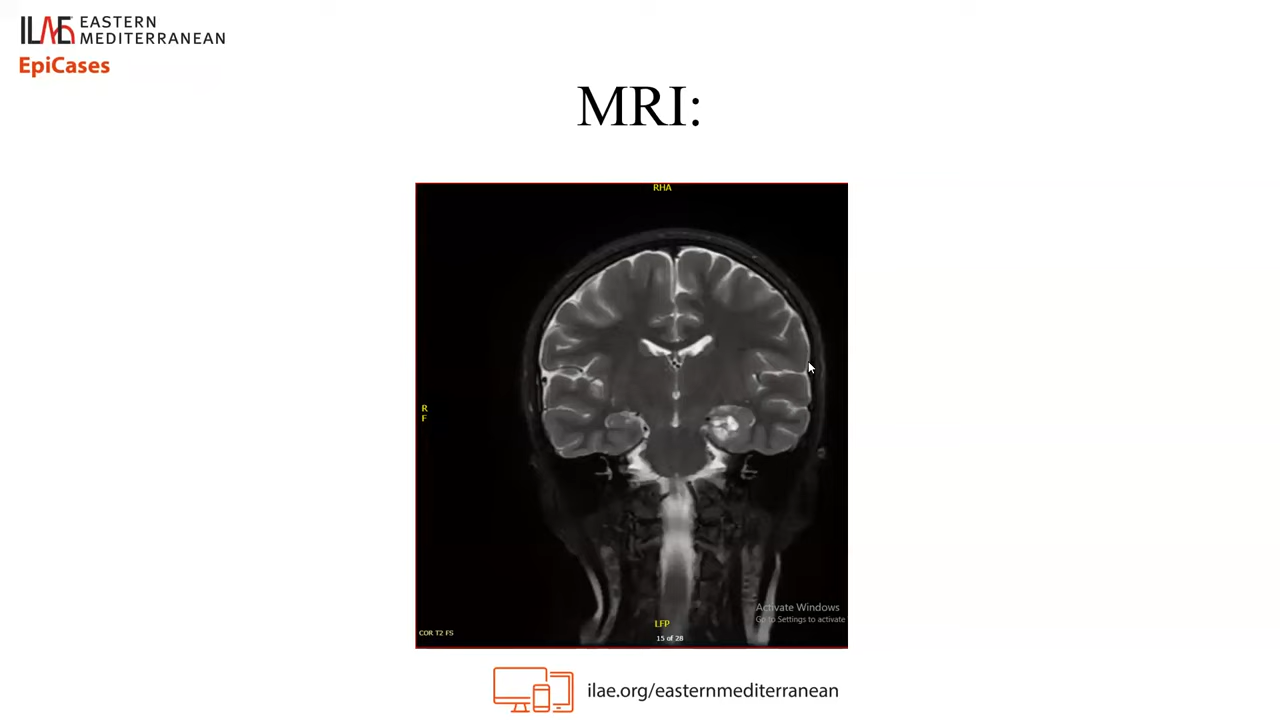 ILAE EASTERN
MEDITERRANEAN
EpiCases
MRI:
RHA
R
F
Activate Windows
Go to Settings to activate
LFP
COR T2 FS
15 of 28
ilae.org/easternmediterranean